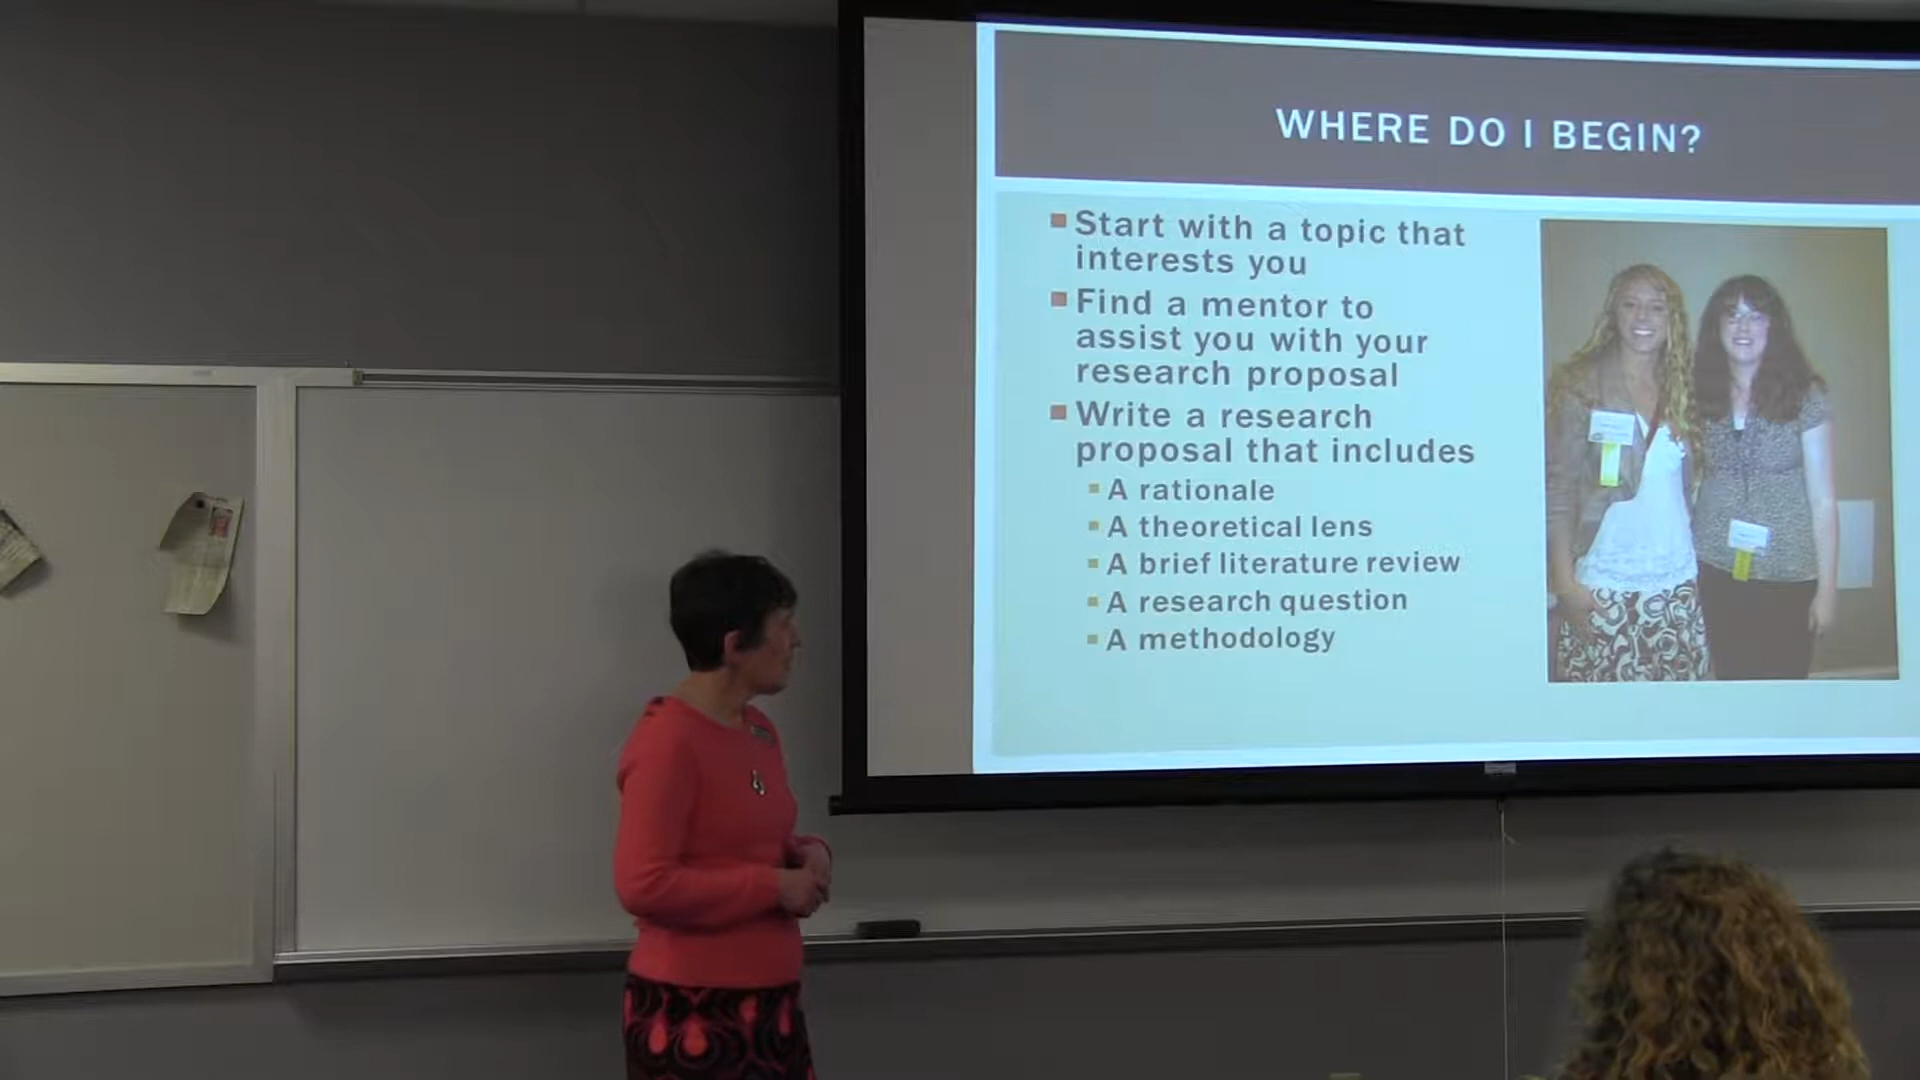 WHERE DO I BEGIN?
Start with a topic that
interests you
Find a mentor to
assist you with your
research proposal
Write a research
proposal that includes
A rationale
A theoretical lens
A brief literature review
A research question
A methodology